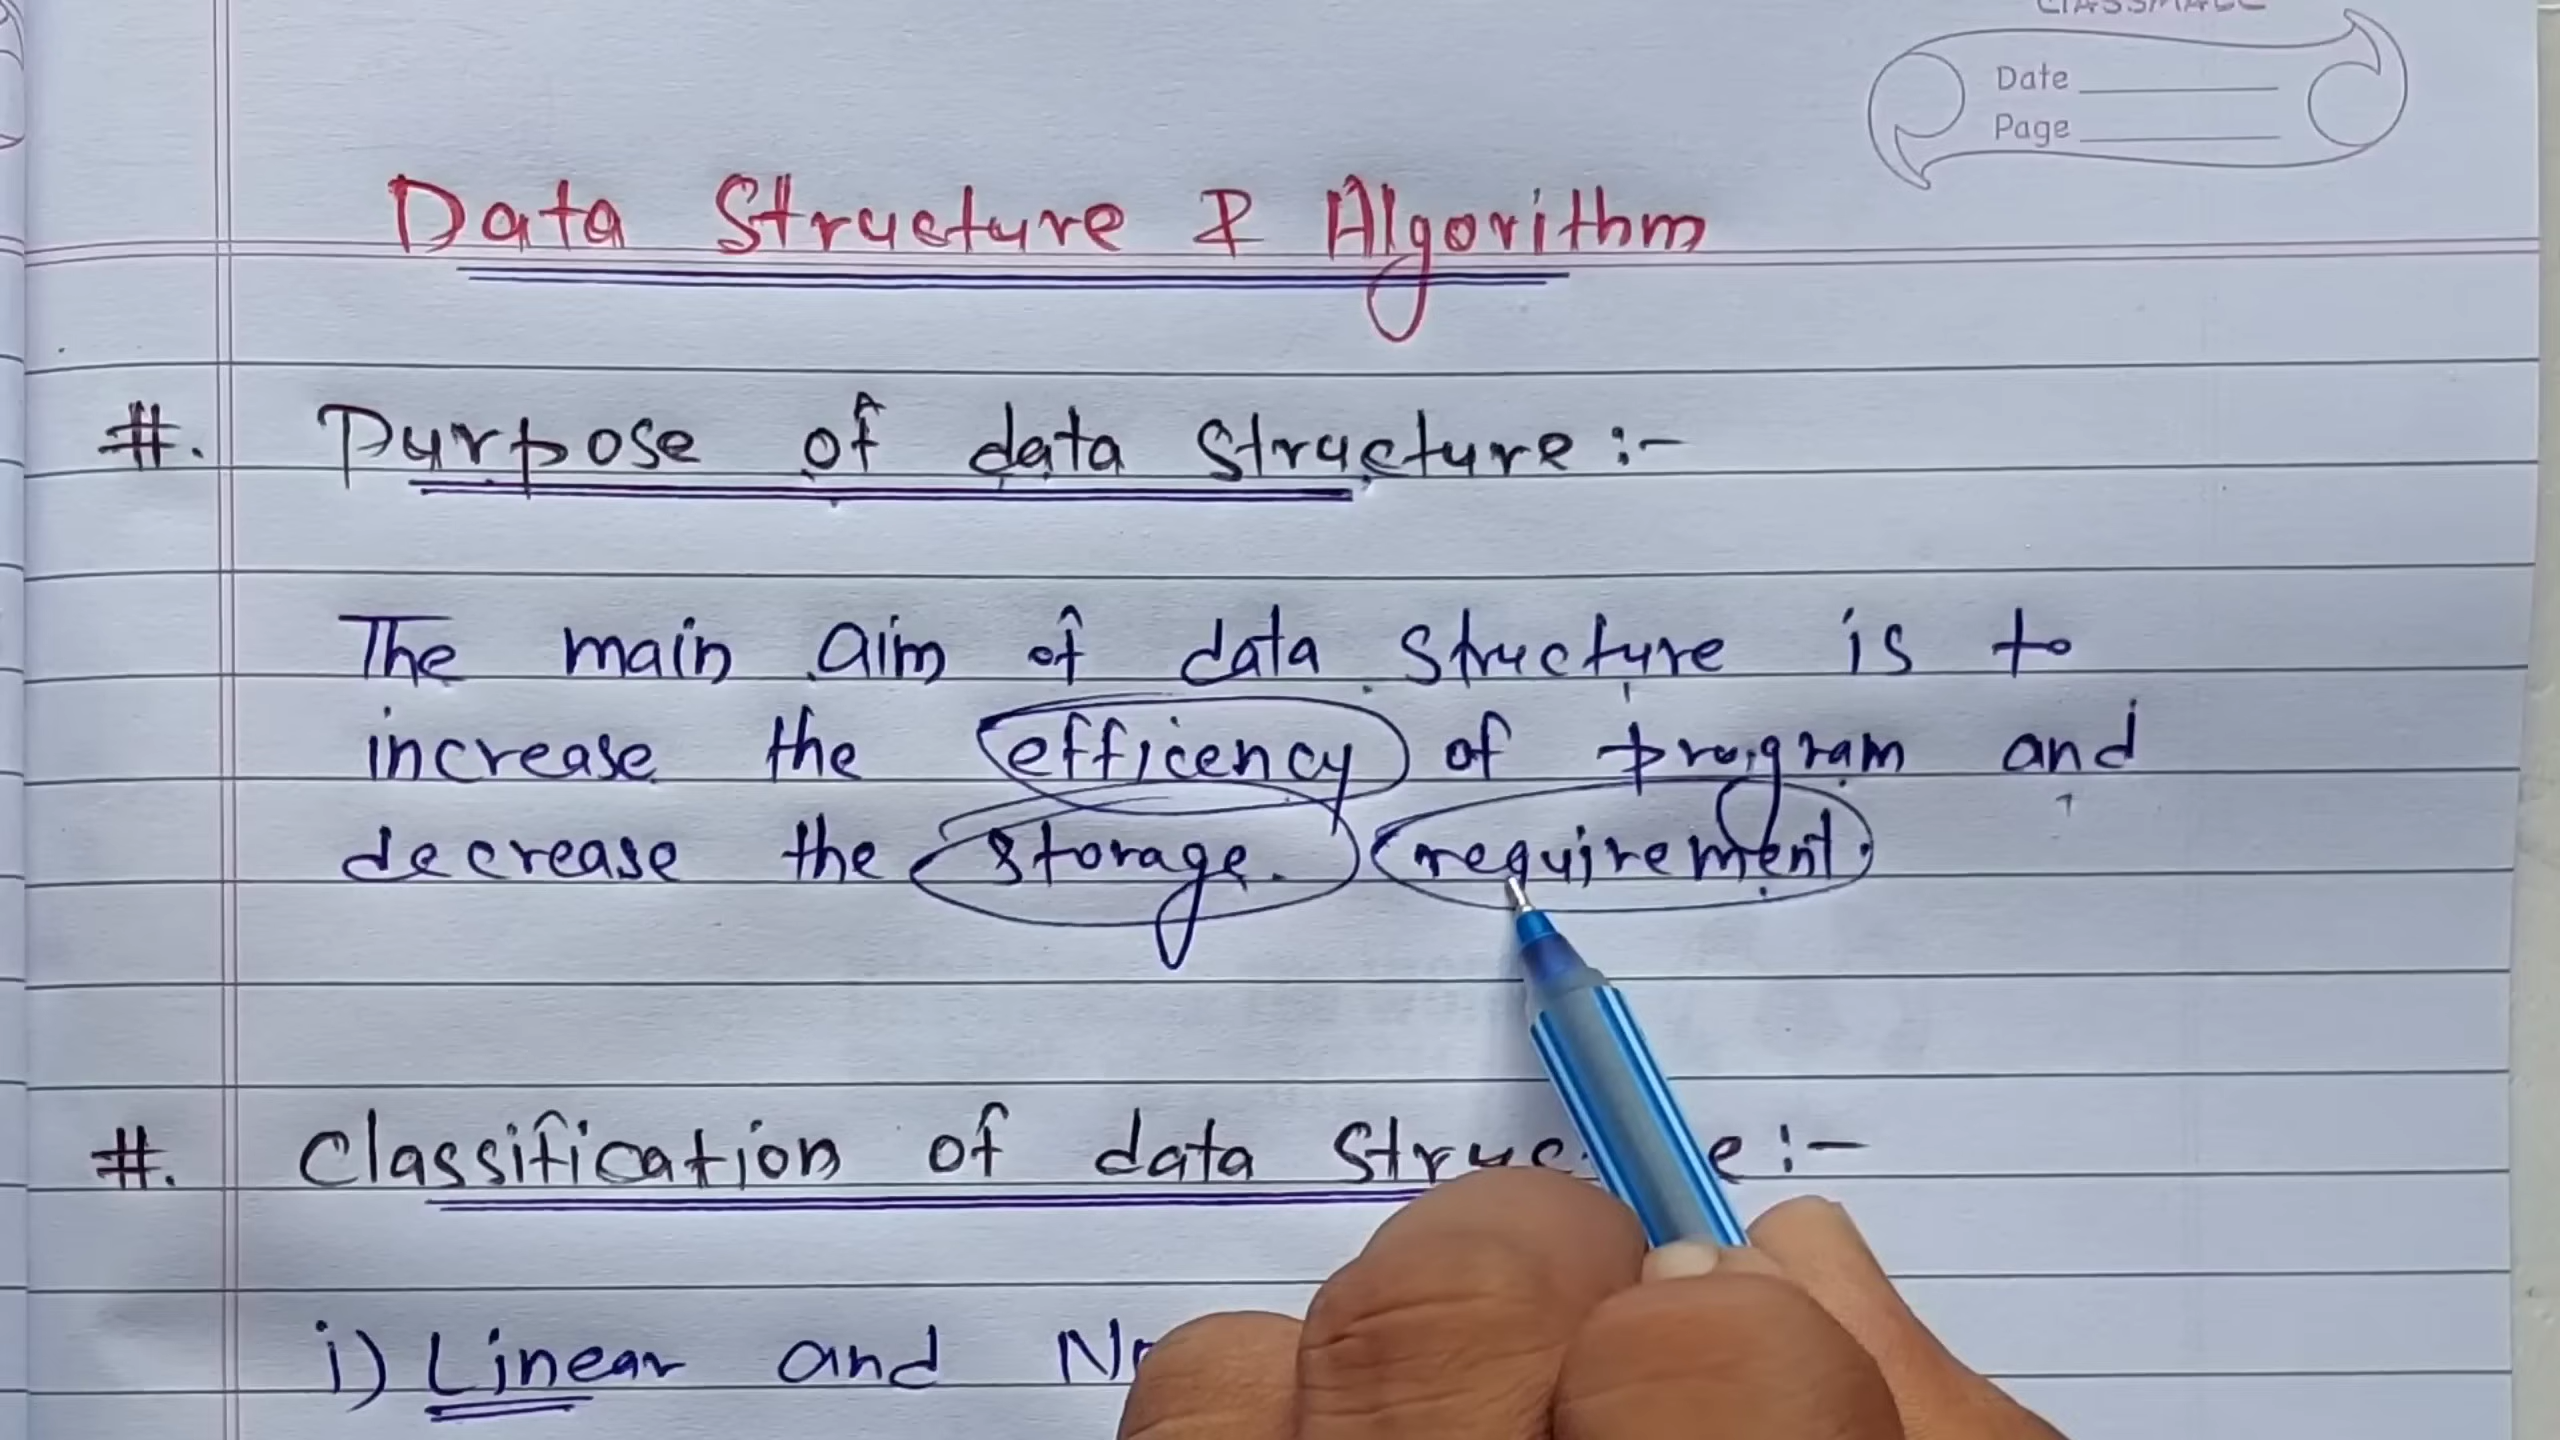 Date
Page
Data Structure & Algorithm
#. Purpose of data structure :-
The main aim of data structure is to
increase the efficency of program and
decrease the storage. requirement.
#. Classification of data Struc e :-
i) Linear and